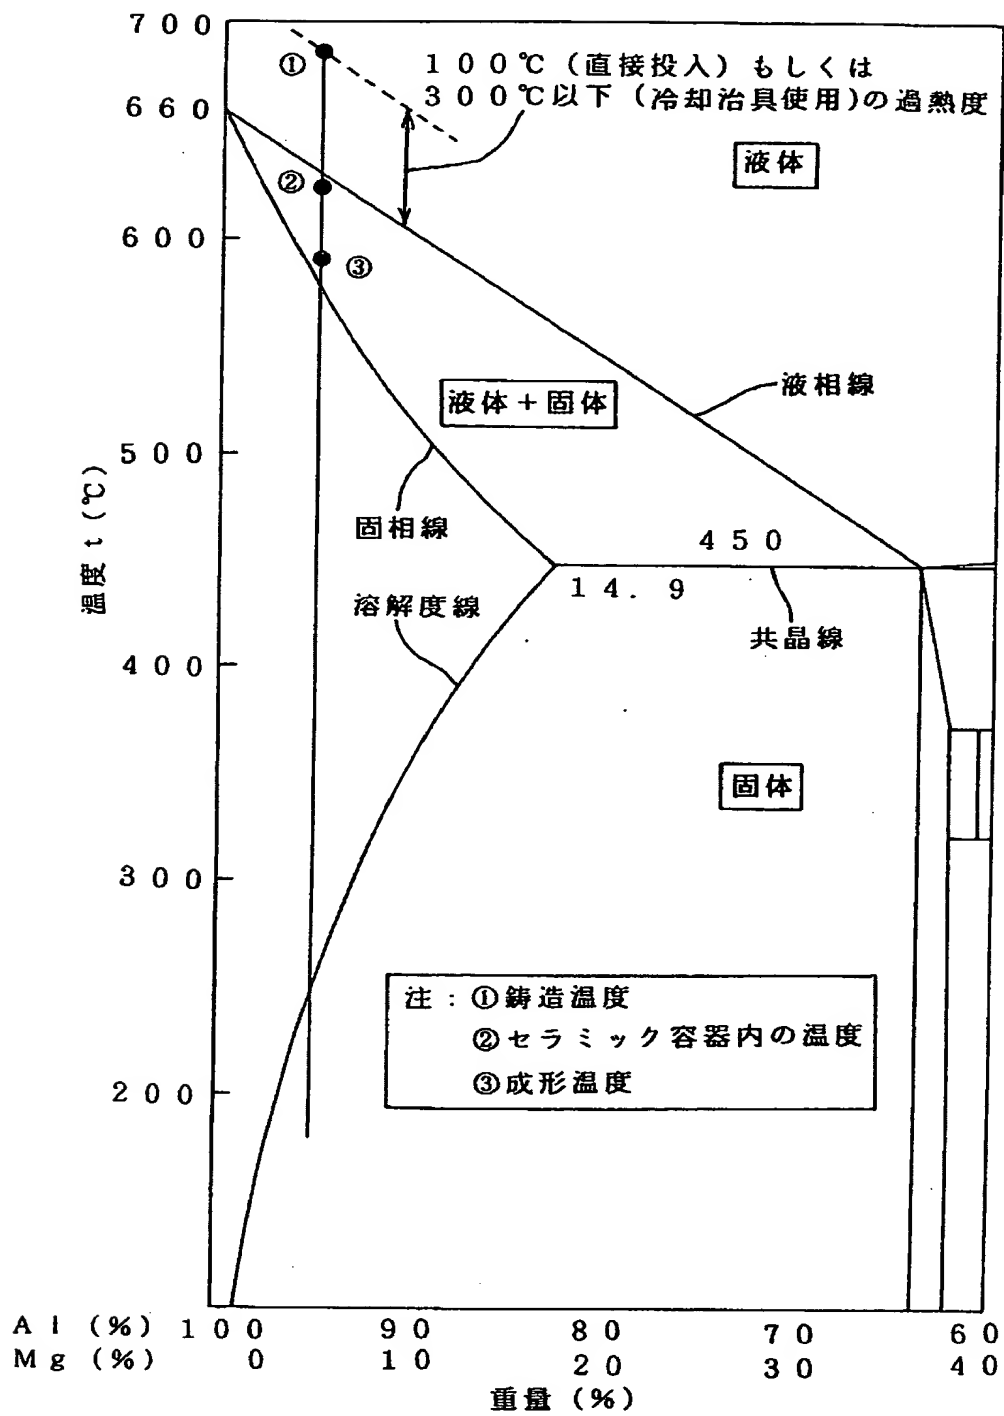 700
①
100℃(直接投入)もしくは
300℃以下(冷却治具使用)の過熱度
660
液体
②
600
③
液相線
液体+固体
500
温度t(℃)
固相線
450
14.9
溶解度線
共晶線
400
固体
300
注:①鋳造温度
②セラミック容器内の温度
③成形温度
200
Al(%) 100 90 80 70 60
Mg(%) 0 10 20 30 40
重量(%)